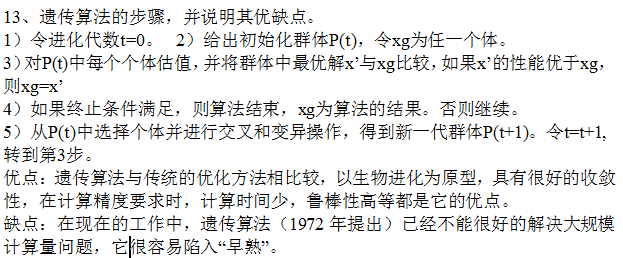 13、遗传算法的步骤，并说明其优缺点。
1）令进化代数t=0。  2）给出初始化群体P(t)，令xg为任一个体。
3）对P(t)中每个个体估值，并将群体中最优解x’与xg比较，如果x’的性能优于xg，
则xg=x’
4）如果终止条件满足，则算法结束，xg为算法的结果。否则继续。
5）从P(t)中选择个体并进行交叉和变异操作，得到新一代群体P(t+1)。令t=t+1,
转到第3步。
优点：遗传算法与传统的优化方法相比较，以生物进化为原型，具有很好的收敛
性，在计算精度要求时，计算时间少，鲁棒性高等都是它的优点。
缺点：在现在的工作中，遗传算法（1972 年提出）已经不能很好的解决大规模
计算量问题，它很容易陷入“早熟”。